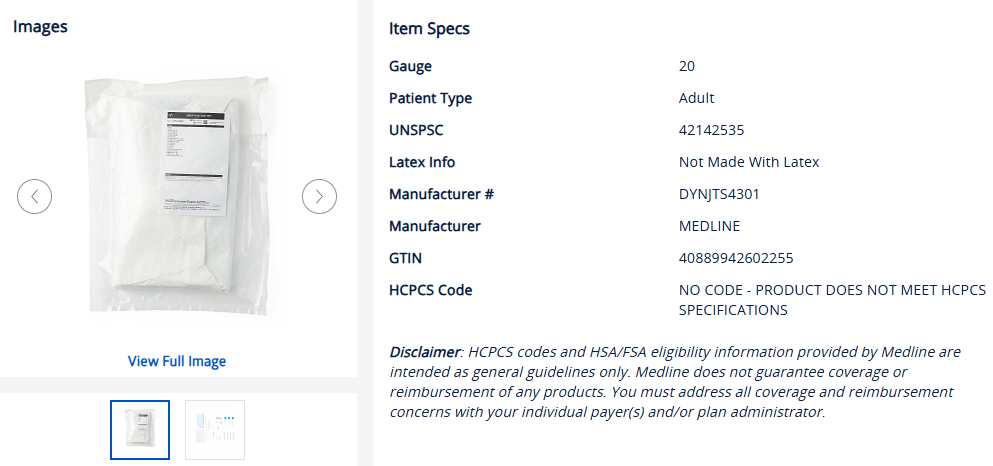 Images
View Full Image
Item Specs
Gauge 20
Patient Type Adult
UNSPSC 42142535
Latex Info Not Made With Latex
Manufacturer # DYNJTS4301
Manufacturer MEDLINE
GTIN 40889942602255
HCPCS Code NO CODE - PRODUCT DOES NOT MEET HCPCS
SPECIFICATIONS
Disclaimer: HCPCS codes and HSA/FSA eligibility information provided by Medline are
intended as general guidelines only. Medline does not guarantee coverage or
reimbursement of any products. You must address all coverage and reimbursement
concerns with your individual payer(s) and/or plan administrator.